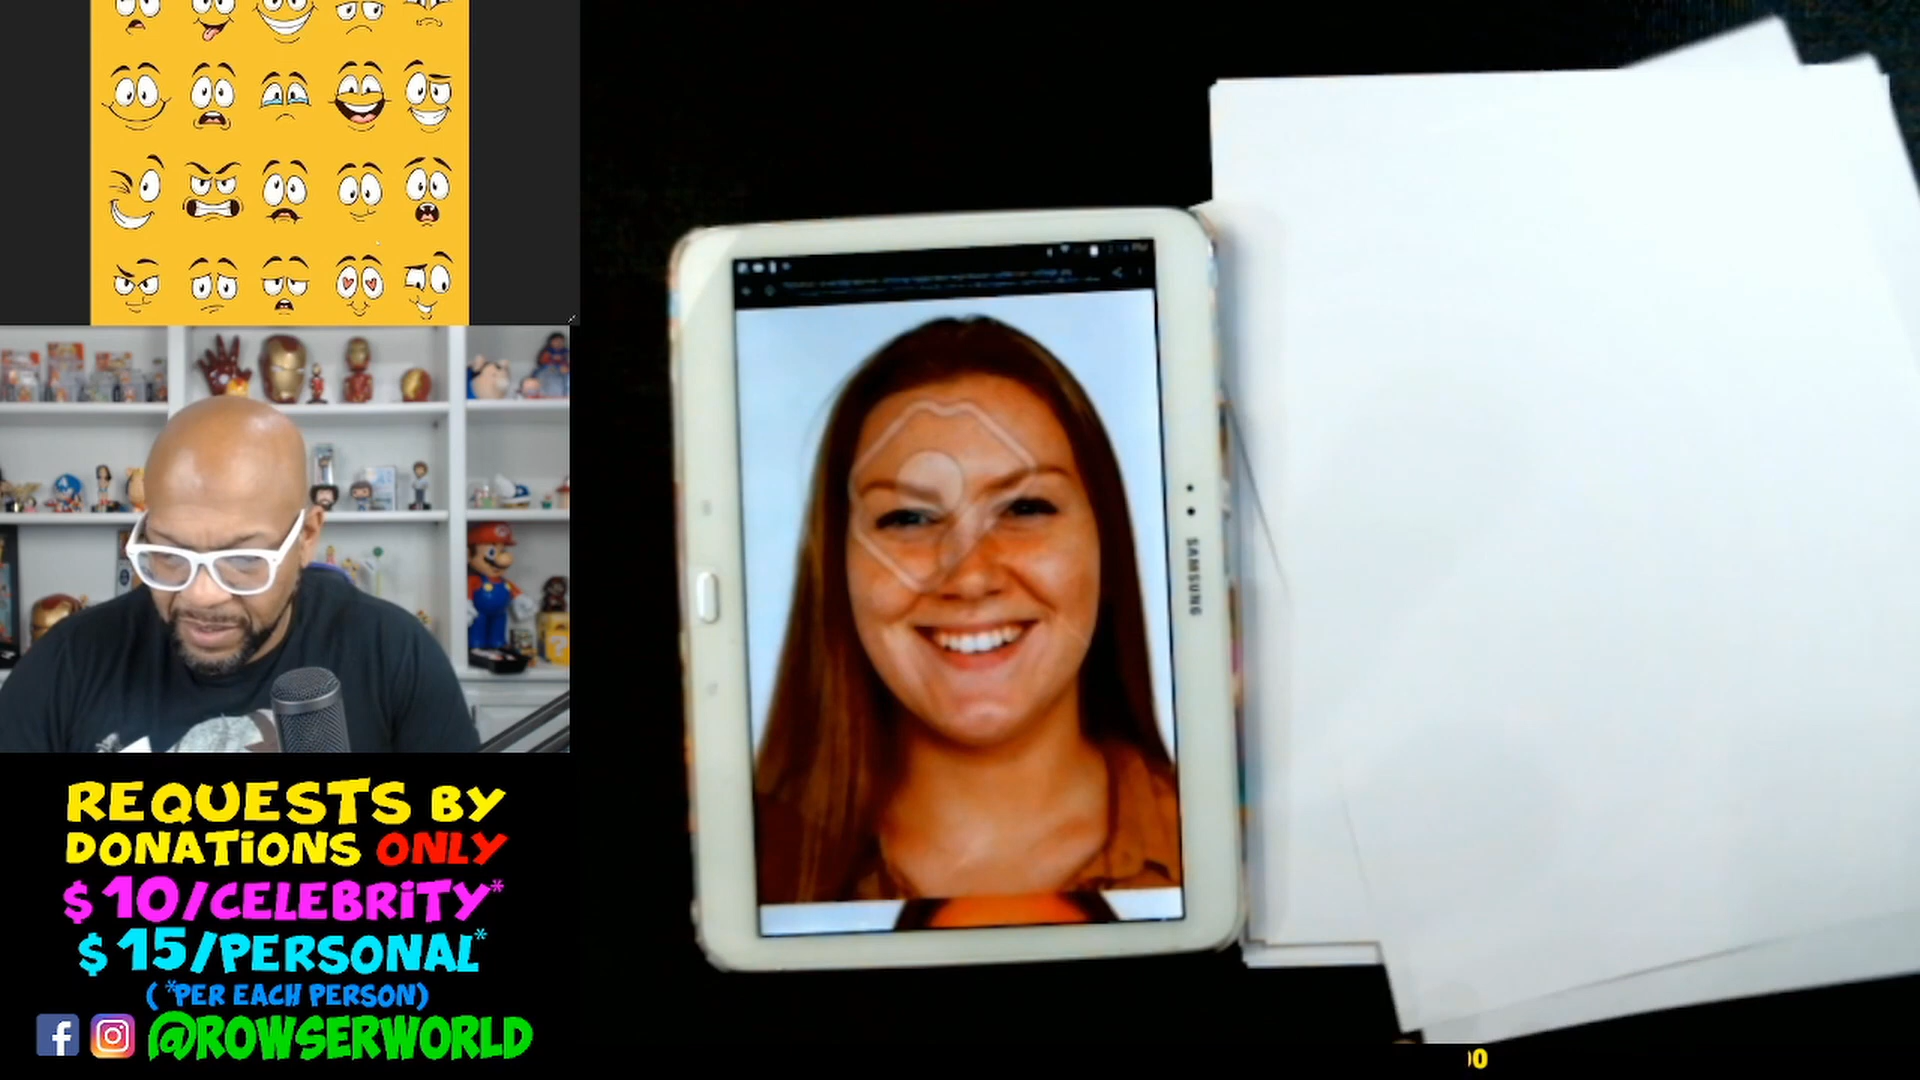 SAMSUNG
REQUESTS BY
DONATIONS ONLY
$10/CELEBRITY*
$15/PERSONAL*
(*PER EACH PERSON)
@ROWSERWORLD